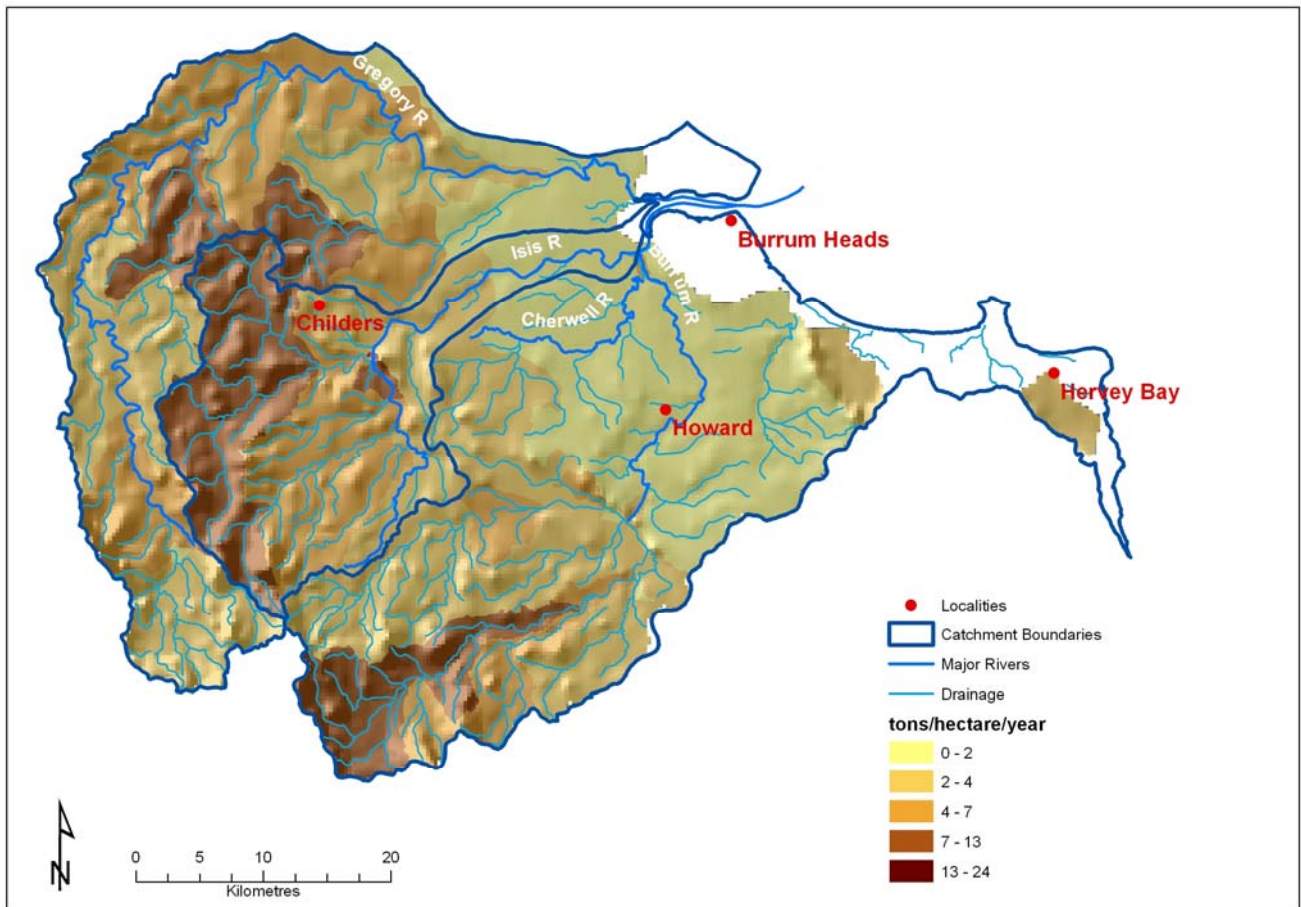 Gregory R
Isis R
Burrum R
Cherwell R
Burrum Heads
Childers
Hervey Bay
Howard
Localities
Catchment Boundaries
Major Rivers
Drainage
tons/hectare/year
0 - 2
2 - 4
4 - 7
7 - 13
13 - 24
N
0 5 10 20
Kilometres